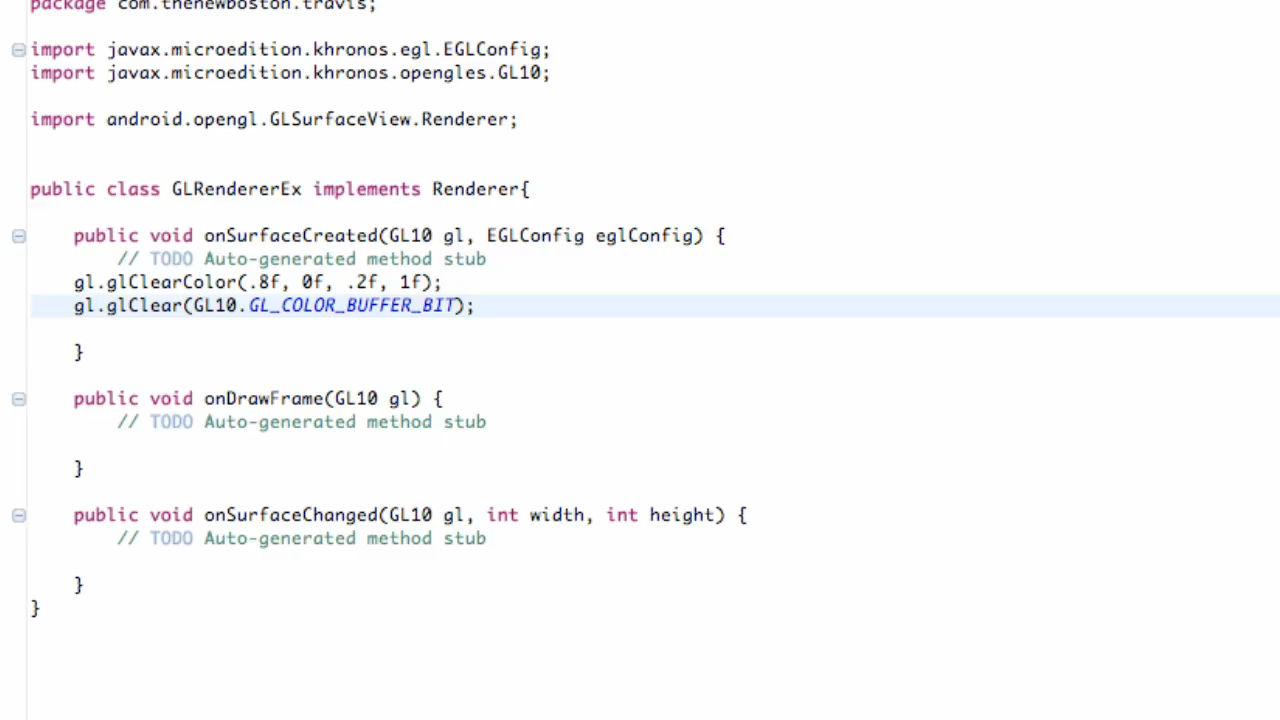 package com.thenewboston.travis;
import javax.microedition.khronos.egl.EGLConfig;
import javax.microedition.khronos.opengles.GL10;
import android.opengl.GLSurfaceView.Renderer;
public class GLRendererEx implements Renderer{
public void onSurfaceCreated(GL10 gl, EGLConfig eglConfig) {
// TODO Auto-generated method stub
gl.glClearColor(.8f, 0f, .2f, 1f);
gl.glClear(GL10.GL_COLOR_BUFFER_BIT);
}
public void onDrawFrame(GL10 gl) {
// TODO Auto-generated method stub
}
public void onSurfaceChanged(GL10 gl, int width, int height) {
// TODO Auto-generated method stub
}
}